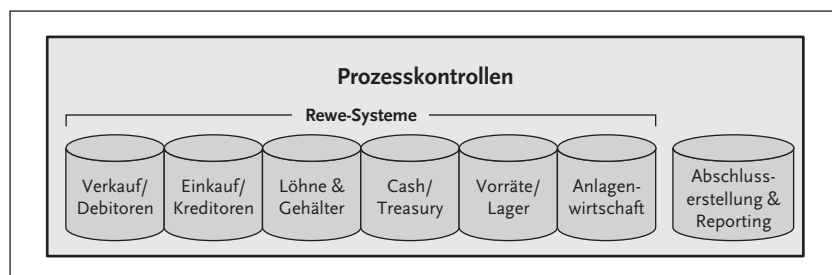 Prozesskontrollen
Rewe-Systeme
Verkauf/
Debitoren
Einkauf/
Kreditoren
Löhne &
Gehälter
Cash/
Treasury
Vorräte/
Lager
Anlagen-
wirtschaft
Abschluss-
erstellung &
Reporting